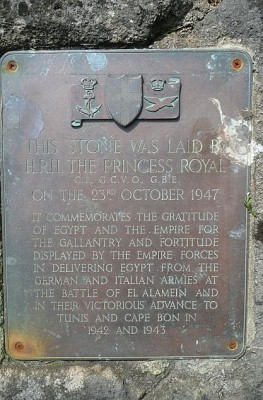 THIS STONE WAS LAID BY
H.R.H. THE PRINCESS ROYAL
C.I., G.C.V.O., G.B.E.
ON THE 23RD OCTOBER 1947
IT COMMEMORATES THE GRATITUDE
OF EGYPT AND THE EMPIRE FOR
THE GALLANTRY AND FORTITUDE
DISPLAYED BY THE EMPIRE FORCES
IN DELIVERING EGYPT FROM THE
GERMAN AND ITALIAN ARMIES AT
THE BATTLE OF EL ALAMEIN AND
IN THEIR VICTORIOUS ADVANCE TO
TUNIS AND CAPE BON IN
1942 AND 1943